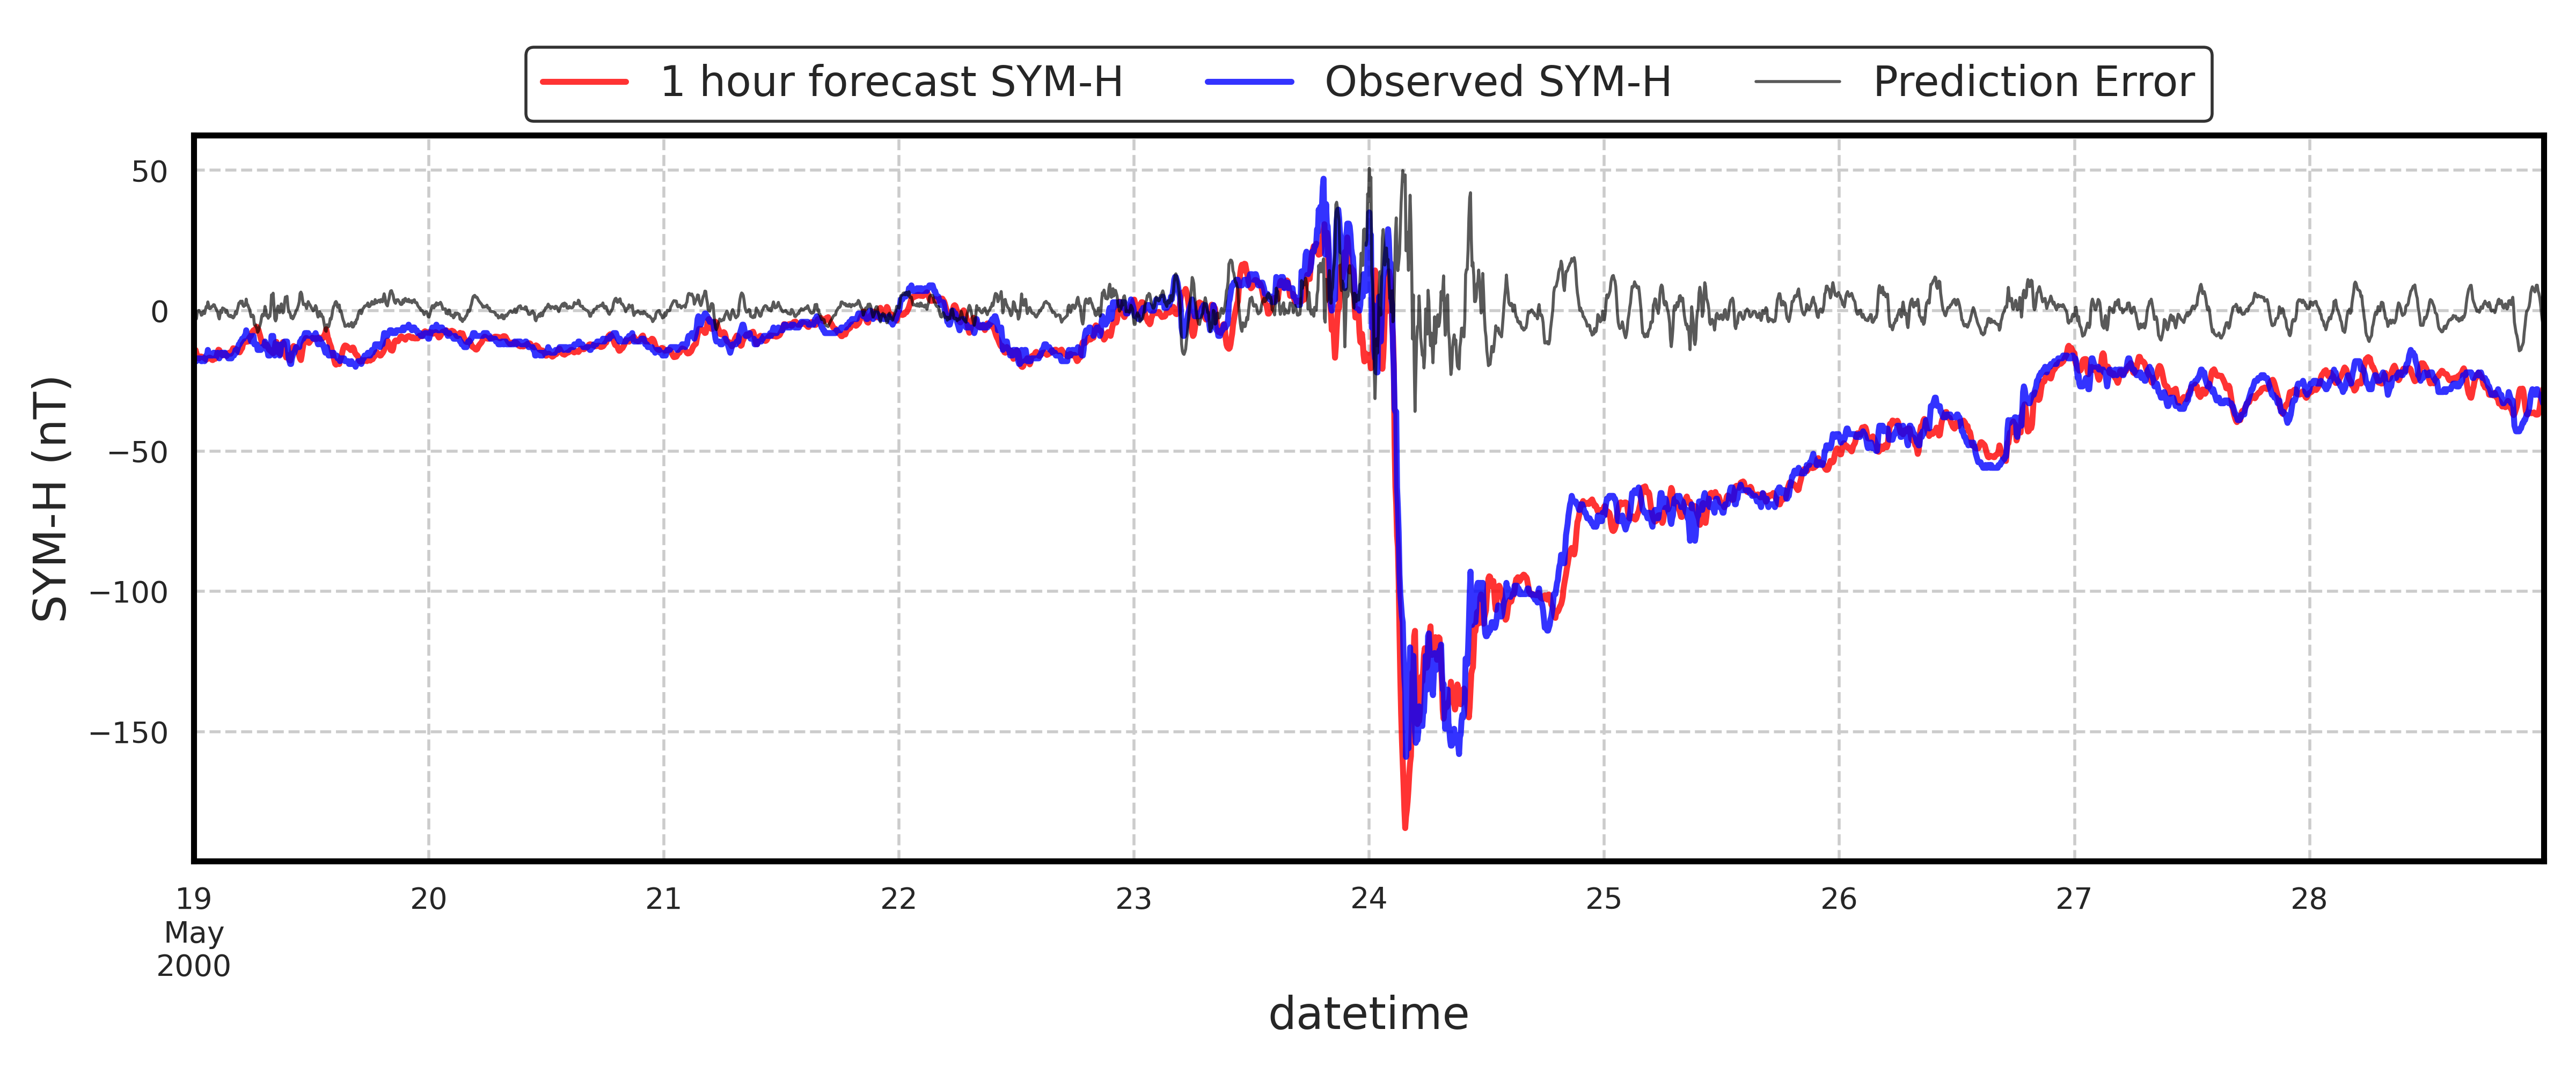 1 hour forecast SYM-H Observed SYM-H Prediction Error
50
0
−50
−100
−150
SYM-H (nT)
19 20 21 22 23 24 25 26 27 28
May
2000
datetime